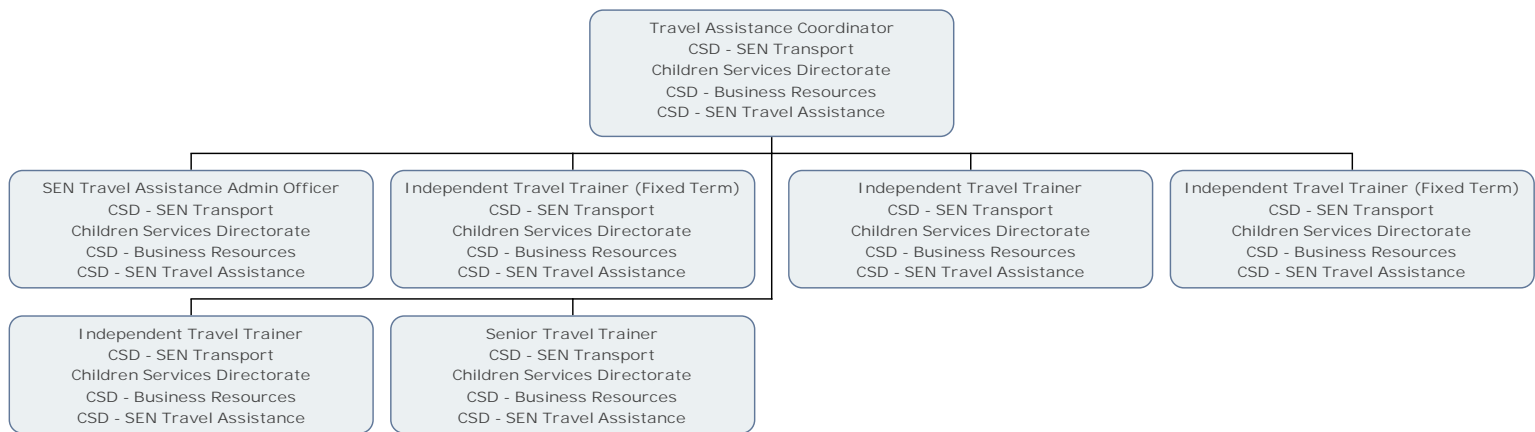 Travel Assistance Coordinator
CSD - SEN Transport
Children Services Directorate
CSD - Business Resources
CSD - SEN Travel Assistance
SEN Travel Assistance Admin Officer
CSD - SEN Transport
Children Services Directorate
CSD - Business Resources
CSD - SEN Travel Assistance
Independent Travel Trainer (Fixed Term)
CSD - SEN Transport
Children Services Directorate
CSD - Business Resources
CSD - SEN Travel Assistance
Independent Travel Trainer
CSD - SEN Transport
Children Services Directorate
CSD - Business Resources
CSD - SEN Travel Assistance
Independent Travel Trainer (Fixed Term)
CSD - SEN Transport
Children Services Directorate
CSD - Business Resources
CSD - SEN Travel Assistance
Independent Travel Trainer
CSD - SEN Transport
Children Services Directorate
CSD - Business Resources
CSD - SEN Travel Assistance
Senior Travel Trainer
CSD - SEN Transport
Children Services Directorate
CSD - Business Resources
CSD - SEN Travel Assistance